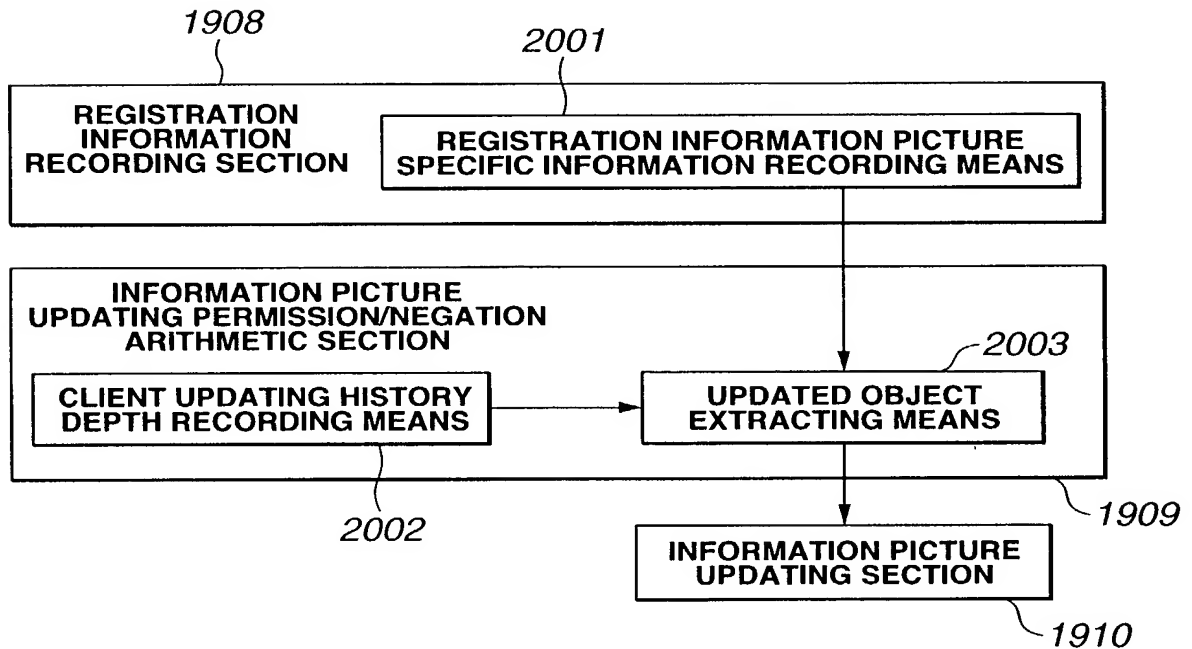 1908
2001
REGISTRATION
INFORMATION
RECORDING SECTION
REGISTRATION INFORMATION PICTURE
SPECIFIC INFORMATION RECORDING MEANS
INFORMATION PICTURE
UPDATING PERMISSION/NEGATION
ARITHMETIC SECTION
2003
CLIENT UPDATING HISTORY
DEPTH RECORDING MEANS
UPDATED OBJECT
EXTRACTING MEANS
2002
1909
INFORMATION PICTURE
UPDATING SECTION
1910